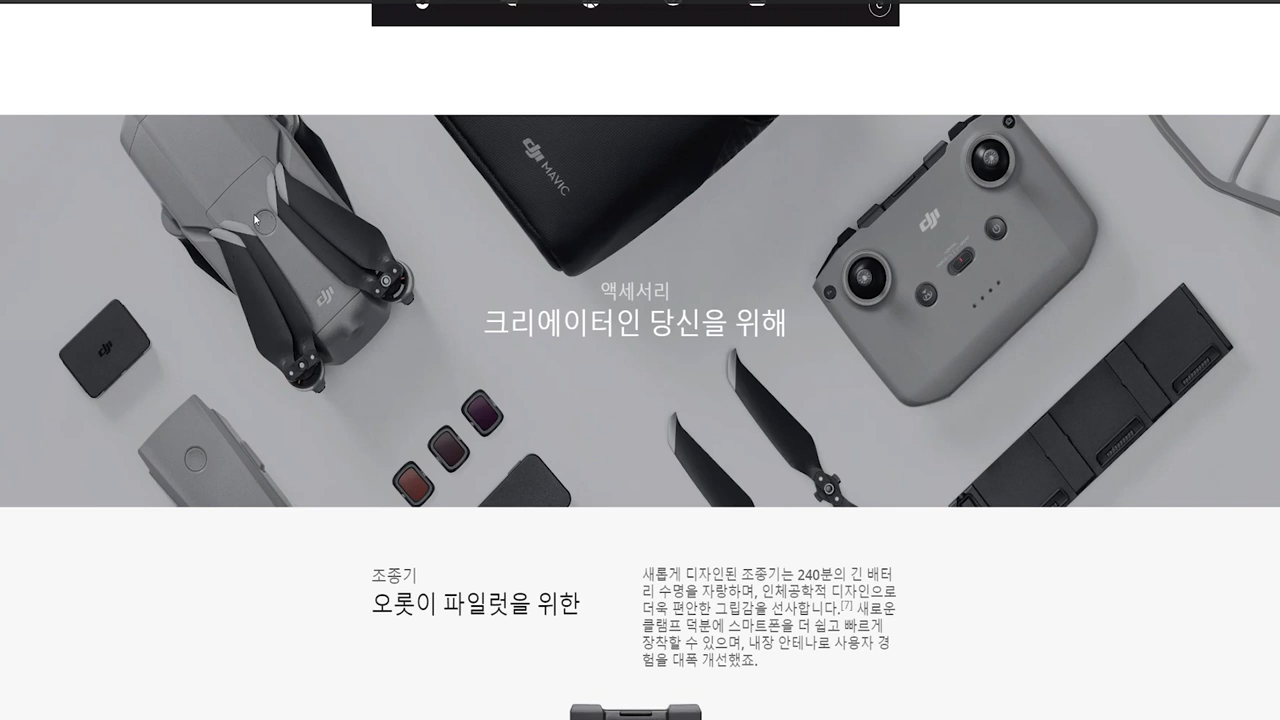 dji MAVIC
dji
dji
dji
액세서리
크리에이터인 당신을 위해
조종기
오롯이 파일럿을 위한
새롭게 디자인된 조종기는 240분의 긴 배터
리 수명을 자랑하며, 인체공학적 디자인으로
더욱 편안한 그립감을 선사합니다.[7] 새로운
클램프 덕분에 스마트폰을 더 쉽고 빠르게
장착할 수 있으며, 내장 안테나로 사용자 경
험을 대폭 개선했죠.